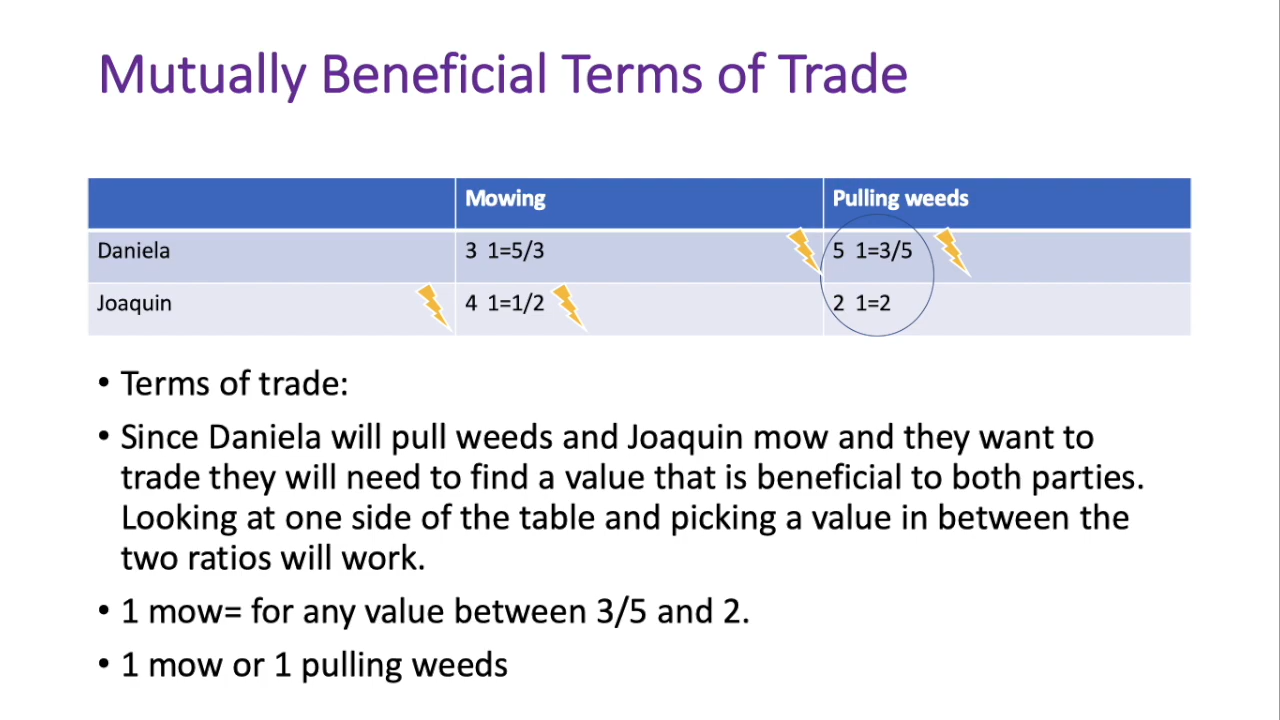 Mutually Beneficial Terms of Trade
Mowing Pulling weeds
Daniela 3 1=5/3 5 1=3/5
Joaquin 4 1=1/2 2 1=2
• Terms of trade:
• Since Daniela will pull weeds and Joaquin mow and they want to
trade they will need to find a value that is beneficial to both parties.
Looking at one side of the table and picking a value in between the
two ratios will work.
• 1 mow= for any value between 3/5 and 2.
• 1 mow or 1 pulling weeds